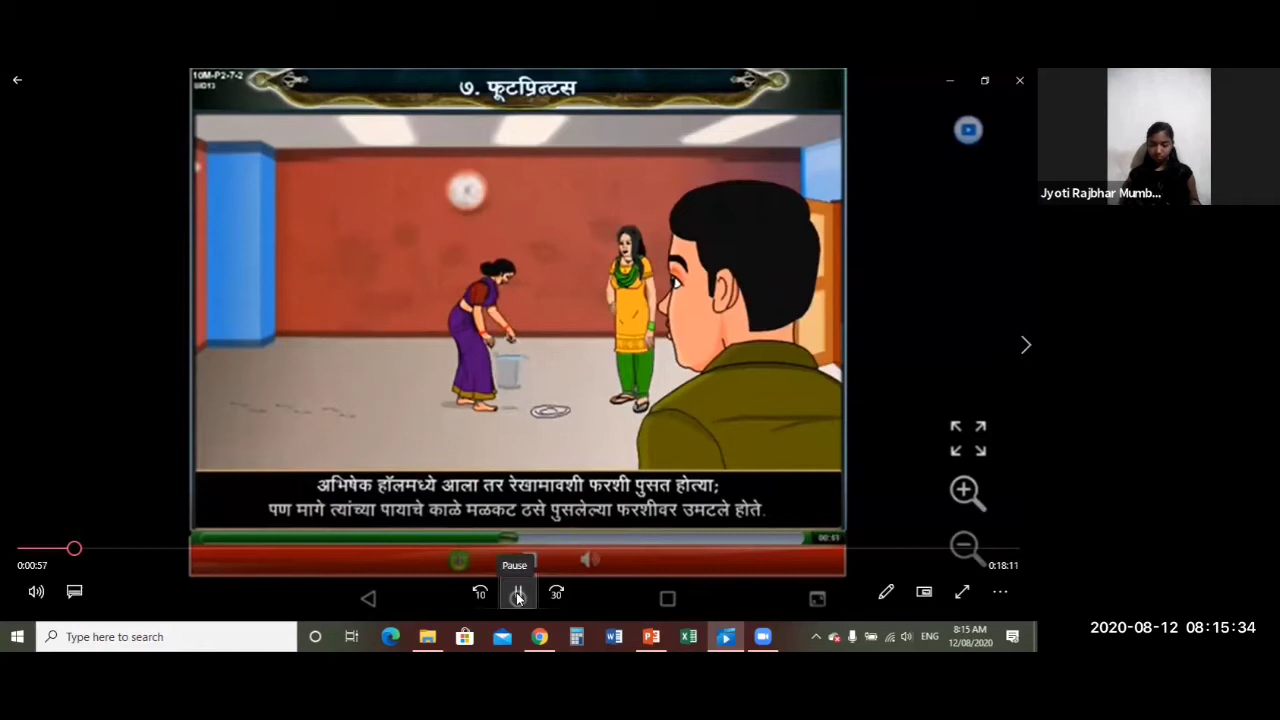 10M-P2-7-2
७. फूटप्रिन्टस
Jyoti Rajbhar Mumb...
अभिषेक हॉलमध्ये आला तर रेखामावशी फरशी पुसत होत्या;
पण मागे त्यांच्या पायाचे काळे मळकट ठसे पुसलेल्या फरशीवर उमटले होते.
Pause
0:00:57
0:18:11
10
30
Type here to search
ENG
8:15 AM
12/08/2020
2020-08-12 08:15:34